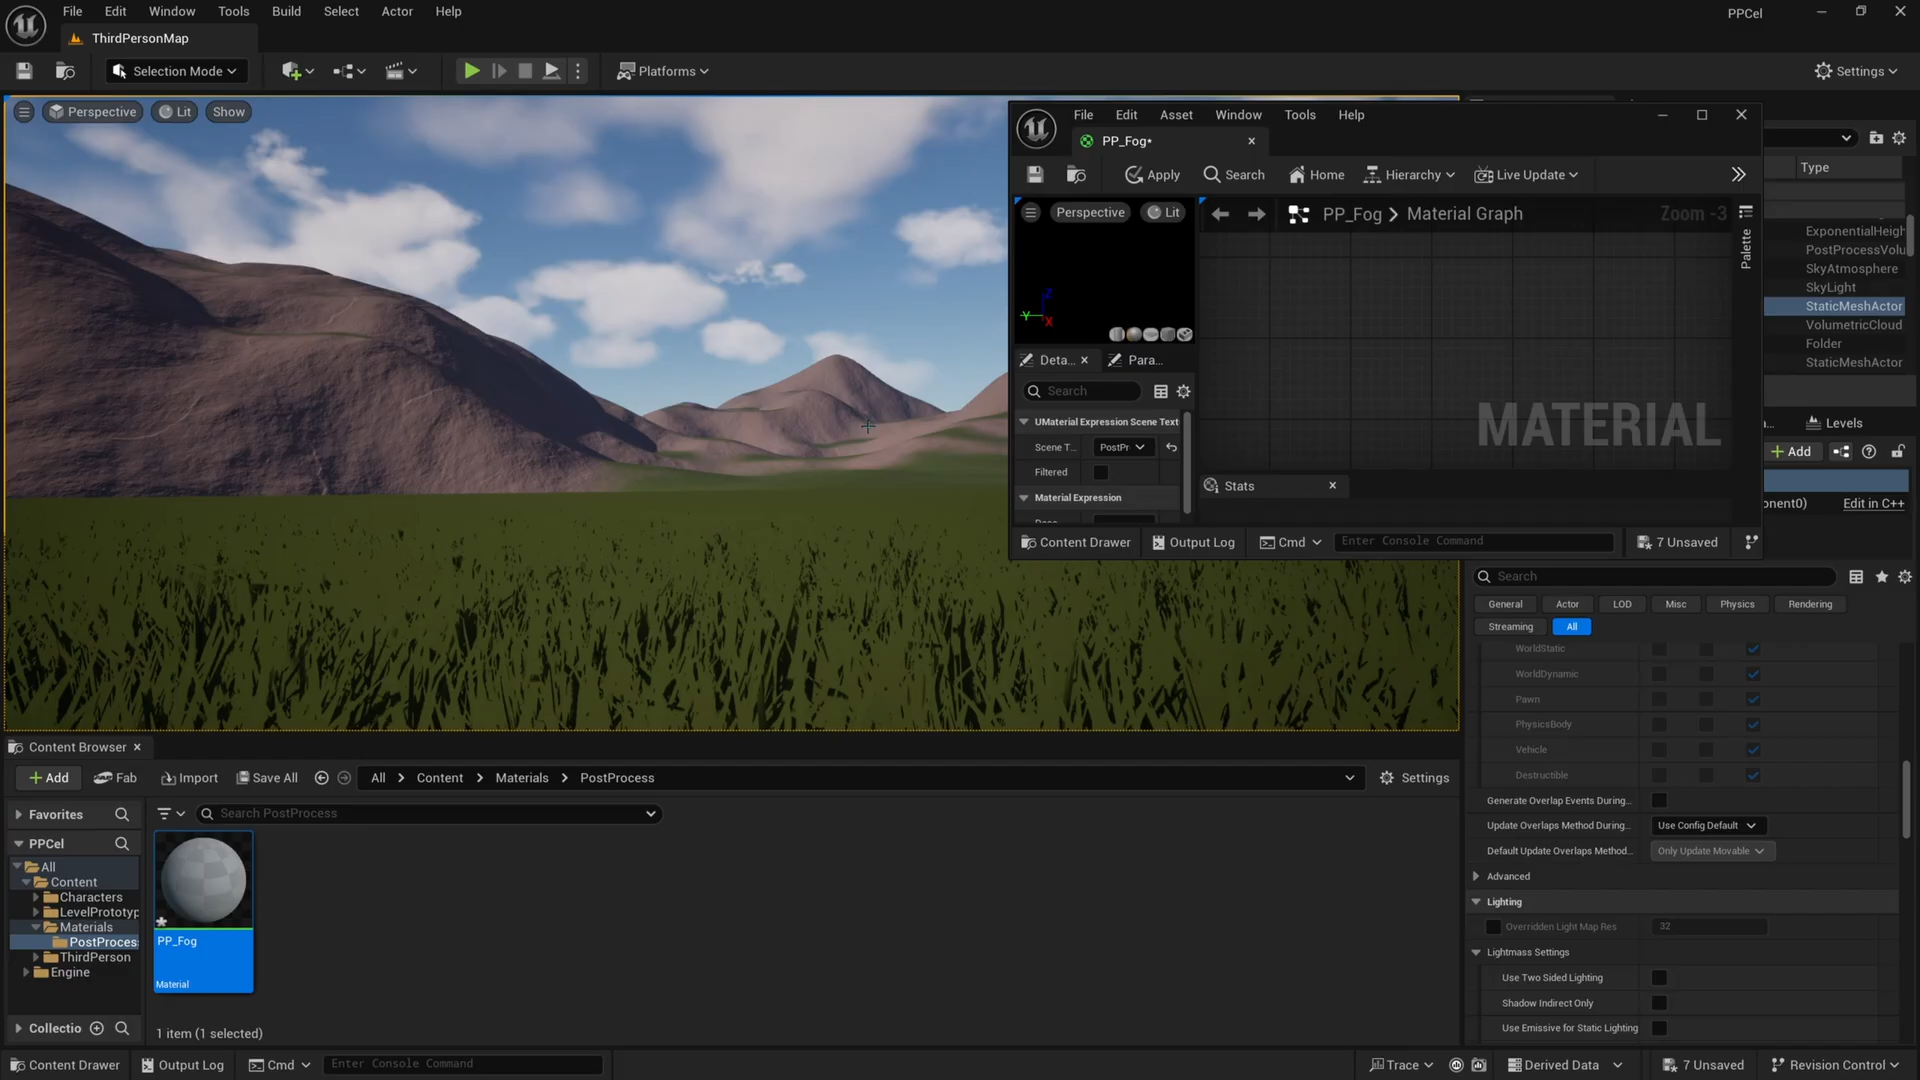 File Edit Window Tools Build Select Actor Help
PPCel
ThirdPersonMap
Selection Mode
Platforms
Settings
Perspective Lit Show
File Edit Asset Window Tools Help
PP_Fog*
Apply Search Home Hierarchy Live Update
Perspective Lit
PP_Fog > Material Graph
Zoom -3
Palette
Deta... Para...
Search
UMaterial Expression Scene Text
Scene T... PostPr
Filtered
Material Expression
MATERIAL
Stats
Content Drawer Output Log Cmd Enter Console Command 7 Unsaved
Type
ExponentialHeigh
PostProcessVolu
SkyAtmosphere
SkyLight
StaticMeshActor
VolumetricCloud
Folder
StaticMeshActor
Levels
Add
onent0) Edit in C++
Search
General Actor LOD Misc Physics Rendering
Streaming All
WorldStatic
WorldDynamic
Pawn
PhysicsBody
Vehicle
Destructible
Generate Overlap Events During...
Update Overlaps Method During... Use Config Default
Default Update Overlaps Method... Only Update Movable
Advanced
Lighting
Overridden Light Map Res 32
Lightmass Settings
Use Two Sided Lighting
Shadow Indirect Only
Use Emissive for Static Lighting
Content Browser
Add Fab Import Save All All > Content > Materials > PostProcess Settings
Favorites
Search PostProcess
PPCel
All
Content
Characters
LevelPrototyp
Materials
PostProces
ThirdPerson
Engine
Collectio
PP_Fog
Material
1 item (1 selected)
Content Drawer Output Log Cmd Enter Console Command Trace Derived Data 7 Unsaved Revision Control